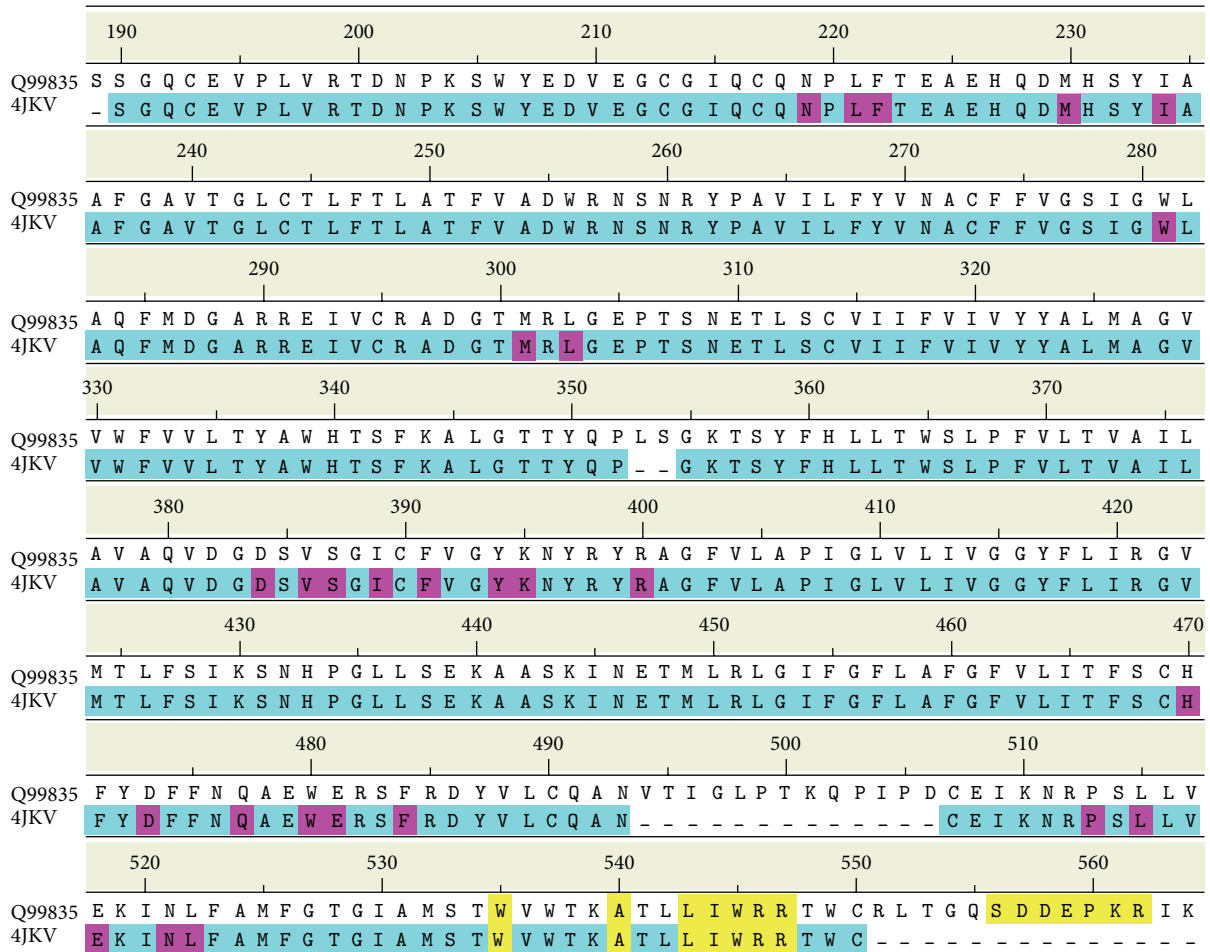 190 200 210 220 230
Q99835 S S G Q C E V P L V R T D N P K S W Y E D V E G C G I Q C Q N P L F T E A E H Q D M H S Y I A
4JKV – S G Q C E V P L V R T D N P K S W Y E D V E G C G I Q C Q N P L F T E A E H Q D M H S Y I A
240 250 260 270 280
Q99835 A F G A V T G L C T L F T L A T F V A D W R N S N R Y P A V I L F Y V N A C F F V G S I G W L
4JKV A F G A V T G L C T L F T L A T F V A D W R N S N R Y P A V I L F Y V N A C F F V G S I G W L
290 300 310 320
Q99835 A Q F M D G A R R E I V C R A D G T M R L G E P T S N E T L S C V I I F V I V Y Y A L M A G V
4JKV A Q F M D G A R R E I V C R A D G T M R L G E P T S N E T L S C V I I F V I V Y Y A L M A G V
330 340 350 360 370
Q99835 V W F V V L T Y A W H T S F K A L G T T Y Q P L S G K T S Y F H L L T W S L P F V L T V A I L
4JKV V W F V V L T Y A W H T S F K A L G T T Y Q P – – G K T S Y F H L L T W S L P F V L T V A I L
380 390 400 410 420
Q99835 A V A Q V D G D S V S G I C F V G Y K N Y R Y R A G F V L A P I G L V L I V G G Y F L I R G V
4JKV A V A Q V D G D S V S G I C F V G Y K N Y R Y R A G F V L A P I G L V L I V G G Y F L I R G V
430 440 450 460 470
Q99835 M T L F S I K S N H P G L L S E K A A S K I N E T M L R L G I F G F L A F G F V L I T F S C H
4JKV M T L F S I K S N H P G L L S E K A A S K I N E T M L R L G I F G F L A F G F V L I T F S C H
480 490 500 510
Q99835 F Y D F F N Q A E W E R S F R D Y V L C Q A N V T I G L P T K Q P I P D C E I K N R P S L L V
4JKV F Y D F F N Q A E W E R S F R D Y V L C Q A N – – – – – – – – – – – – – C E I K N R P S L L V
520 530 540 550 560
Q99835 E K I N L F A M F G T G I A M S T W V W T K A T L L I W R R T W C R L T G Q S D D E P K R I K
4JKV E K I N L F A M F G T G I A M S T W V W T K A T L L I W R R T W C – – – – – – – – – – – – – –